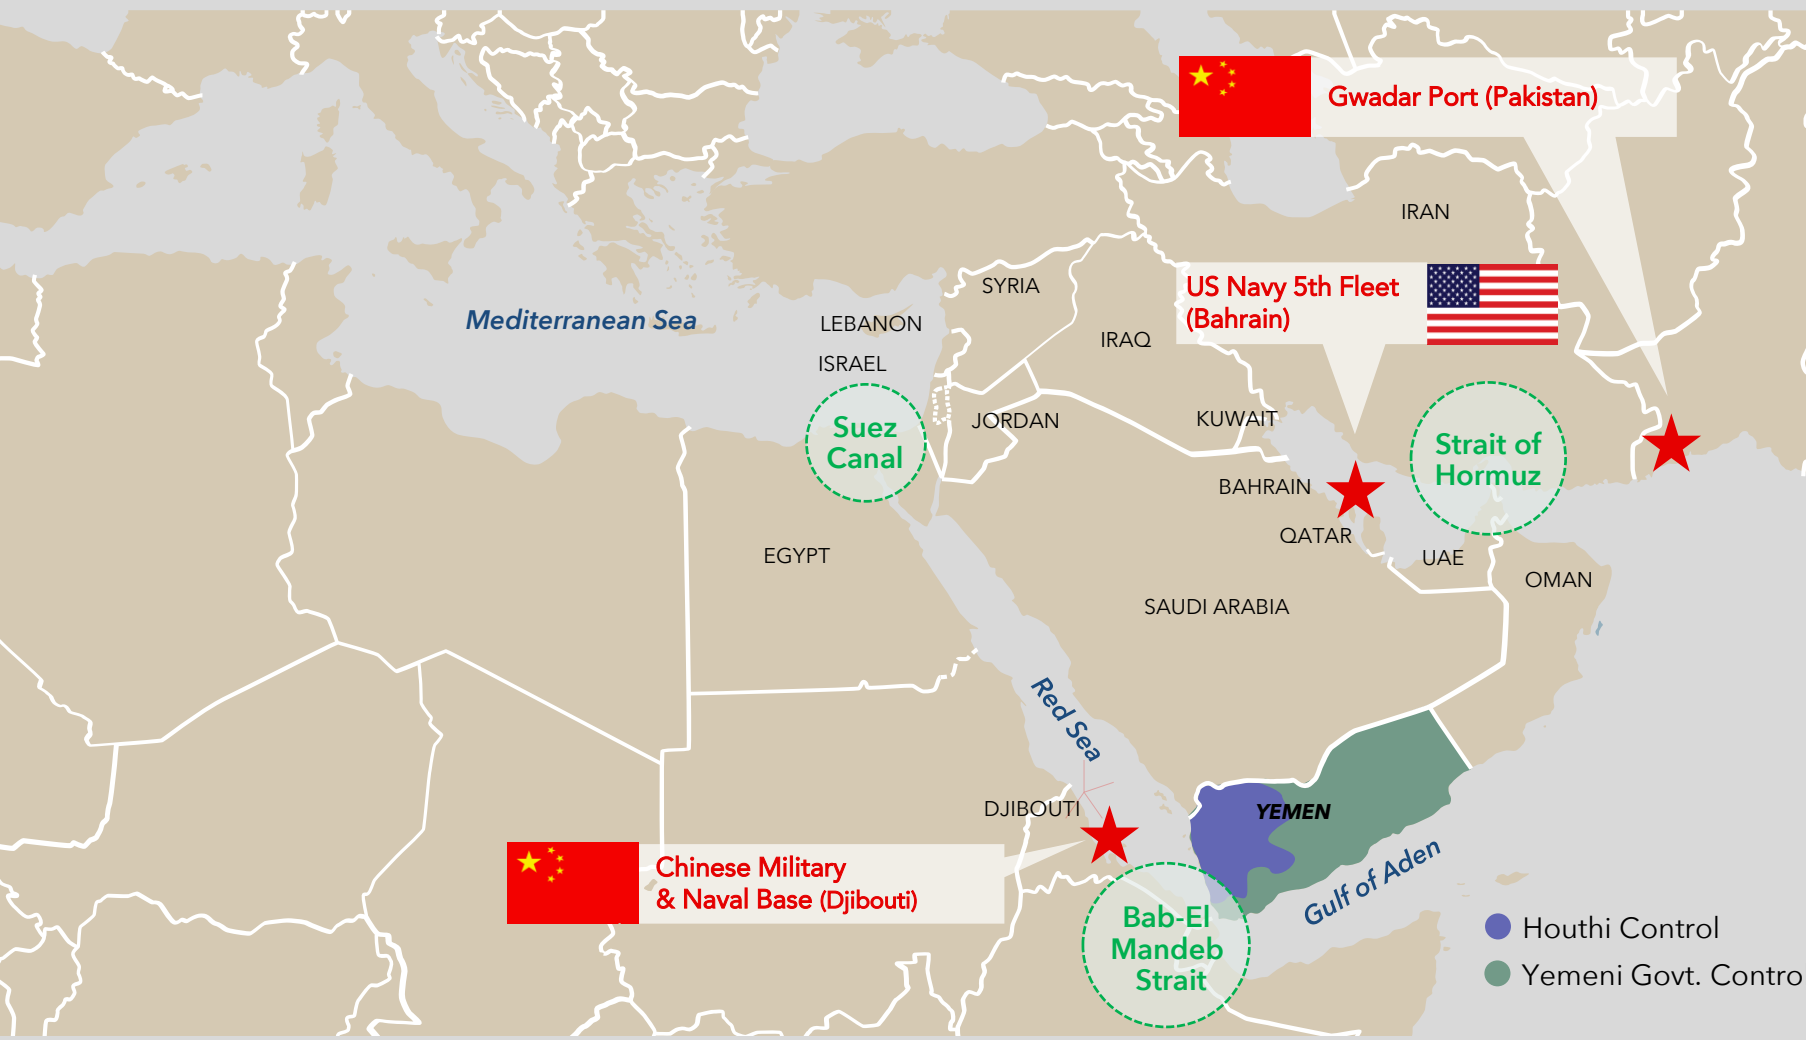 Gwadar Port (Pakistan)
IRAN
US Navy 5th Fleet
(Bahrain)
SYRIA
Mediterranean Sea
LEBANON
IRAQ
ISRAEL
Suez
Canal
JORDAN
KUWAIT
Strait of
Hormuz
BAHRAIN
QATAR
EGYPT
UAE
OMAN
SAUDI ARABIA
Red Sea
DJIBOUTI
YEMEN
Chinese Military
& Naval Base (Djibouti)
Gulf of Aden
Bab-El
Mandeb
Strait
Houthi Control
Yemeni Govt. Contro